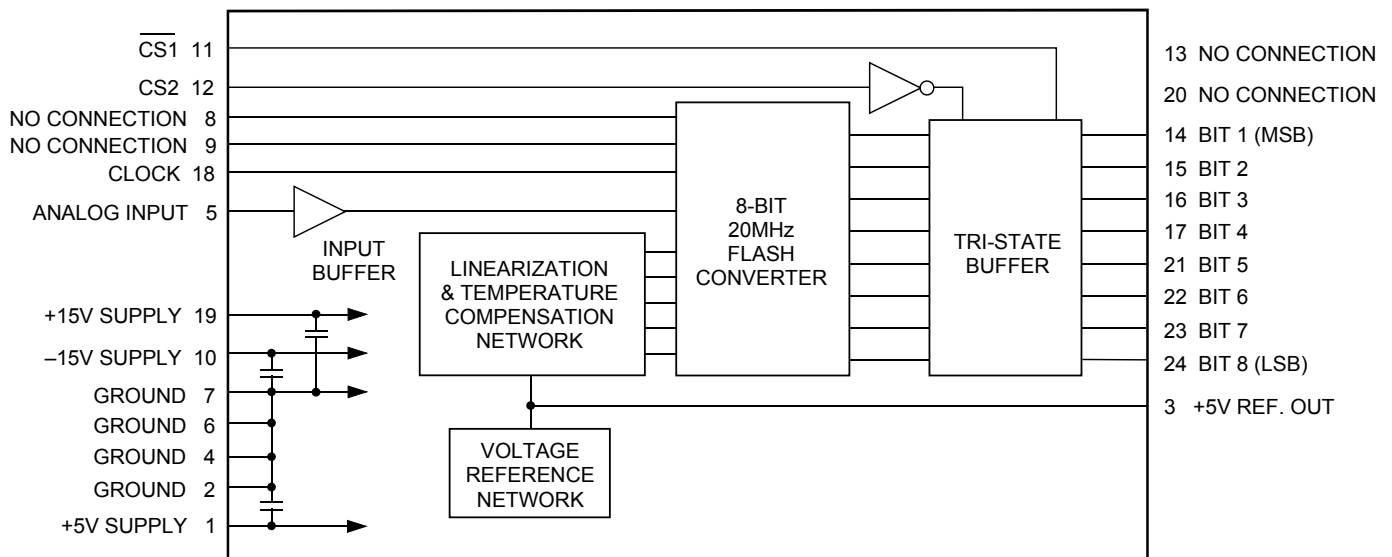 CS1 11
CS2 12
NO CONNECTION 8
NO CONNECTION 9
CLOCK 18
ANALOG INPUT 5
INPUT
BUFFER
+15V SUPPLY 19
–15V SUPPLY 10
GROUND 7
GROUND 6
GROUND 4
GROUND 2
+5V SUPPLY 1
LINEARIZATION
& TEMPERATURE
COMPENSATION
NETWORK
VOLTAGE
REFERENCE
NETWORK
8-BIT
20MHz
FLASH
CONVERTER
TRI-STATE
BUFFER
13 NO CONNECTION
20 NO CONNECTION
14 BIT 1 (MSB)
15 BIT 2
16 BIT 3
17 BIT 4
21 BIT 5
22 BIT 6
23 BIT 7
24 BIT 8 (LSB)
3 +5V REF. OUT